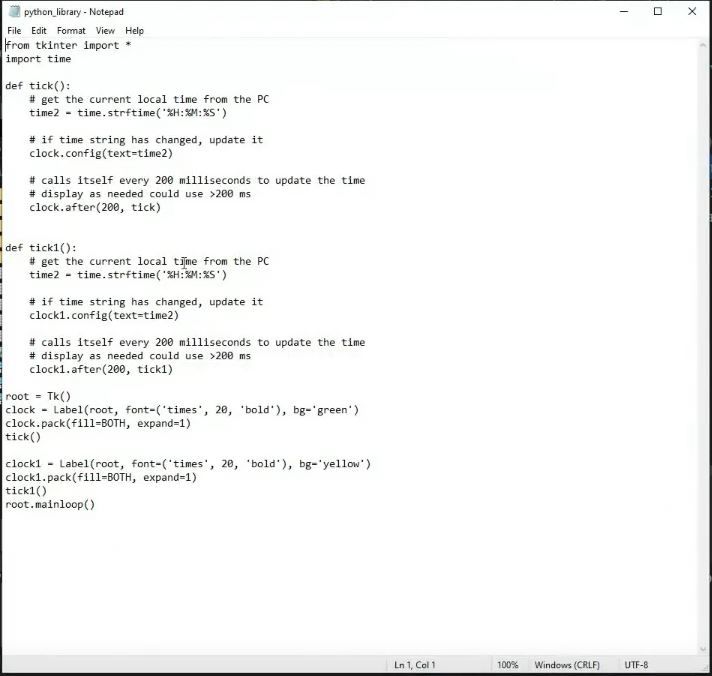 python_library - Notepad
File Edit Format View Help
from tkinter import *
import time

def tick():
    # get the current local time from the PC
    time2 = time.strftime('%H:%M:%S')

    # if time string has changed, update it
    clock.config(text=time2)

    # calls itself every 200 milliseconds to update the time
    # display as needed could use >200 ms
    clock.after(200, tick)


def tick1():
    # get the current local time from the PC
    time2 = time.strftime('%H:%M:%S')

    # if time string has changed, update it
    clock1.config(text=time2)

    # calls itself every 200 milliseconds to update the time
    # display as needed could use >200 ms
    clock1.after(200, tick1)

root = Tk()
clock = Label(root, font=('times', 20, 'bold'), bg='green')
clock.pack(fill=BOTH, expand=1)
tick()

clock1 = Label(root, font=('times', 20, 'bold'), bg='yellow')
clock1.pack(fill=BOTH, expand=1)
tick1()
root.mainloop()
Ln 1, Col 1 100% Windows (CRLF) UTF-8